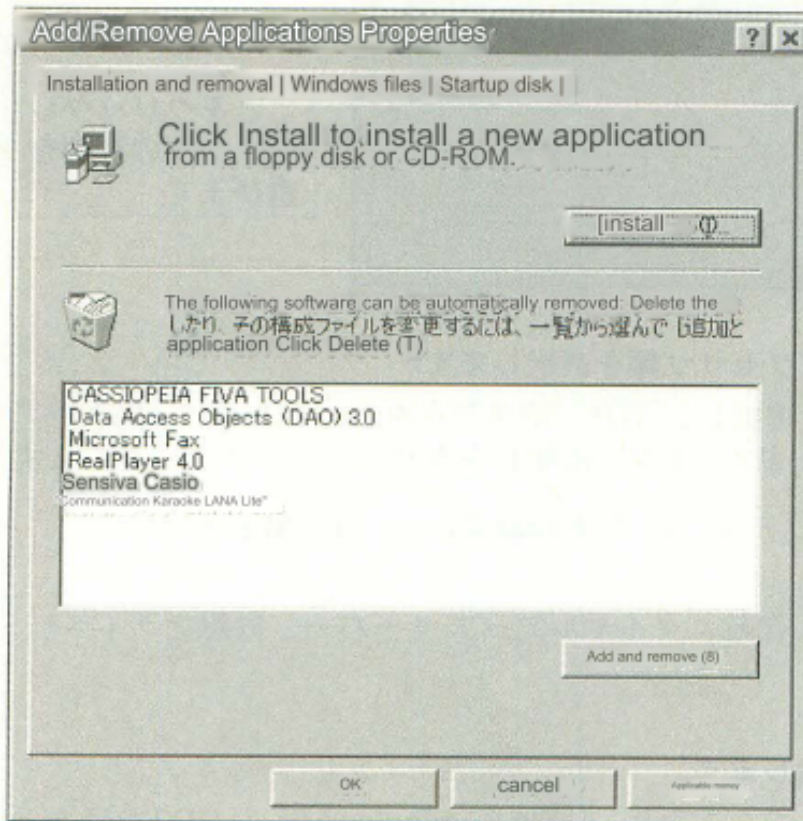 Add/Remove Applications Properties
Installation and removal | Windows files | Startup disk |
Click Install to install a new application
from a floppy disk or CD-ROM.
[install (I)...
The following software can be automatically removed: Delete the
したり、その構成ファイルを変更するには、一覧から選んで [追加と
application Click Delete (T)
CASSIOPEIA FIVA TOOLS
Data Access Objects (DAO) 3.0
Microsoft Fax
RealPlayer 4.0
Sensiva Casio
Communication Karaoke LANA Lite"
Add and remove (8)
OK
cancel
Applicable money